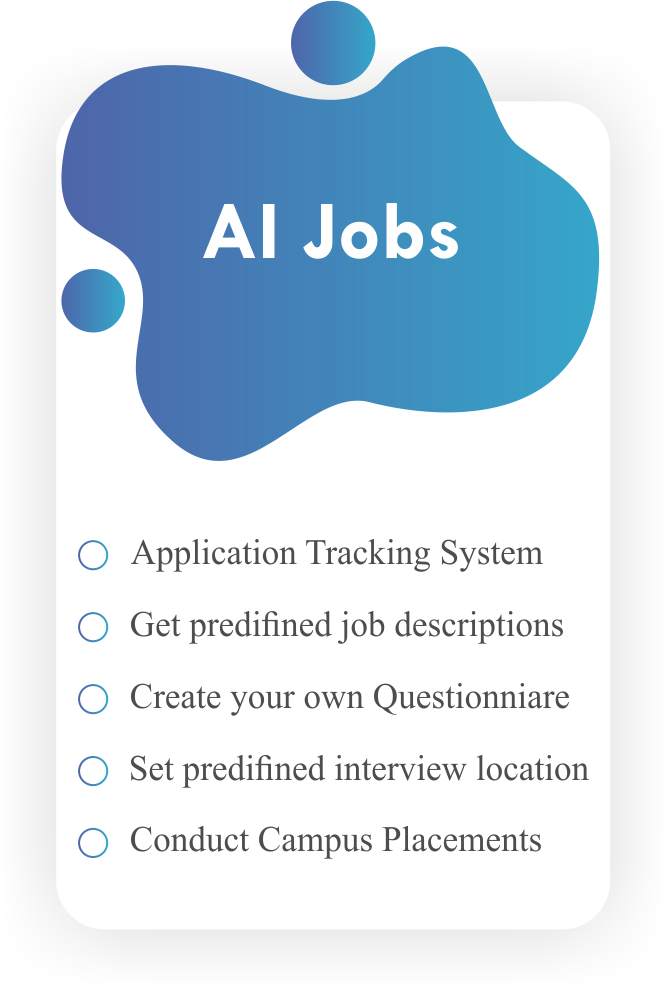 AI Jobs
Application Tracking System
Get predifined job descriptions
Create your own Questionniare
Set predifined interview location
Conduct Campus Placements